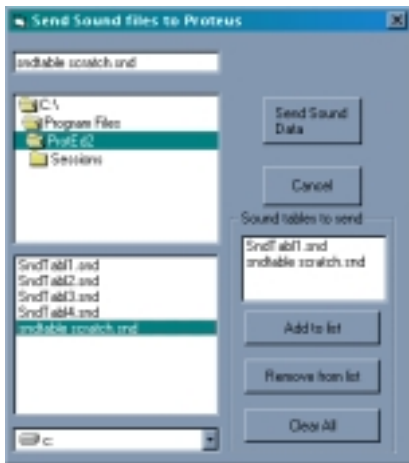 Send Sound files to Proteus
sndtable scratch.snd
C:\
Program Files
ProtEd2
Sessions
SndTabl1.snd
SndTabl2.snd
SndTabl3.snd
SndTabl4.snd
sndtable scratch.snd
c:
Send Sound
Data
Cancel
Sound tables to send
SndTabl1.snd
sndtable scratch.snd
Add to list
Remove from list
Clear All